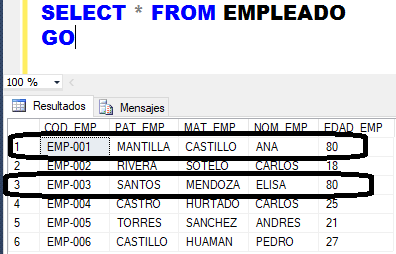 SELECT * FROM EMPLEADO
GO
100 %
Resultados Mensajes
COD_EMP PAT_EMP MAT_EMP NOM_EMP EDAD_EMP
1 EMP-001 MANTILLA CASTILLO ANA 80
2 EMP-002 RIVERA SOTELO CARLOS 18
3 EMP-003 SANTOS MENDOZA ELISA 80
4 EMP-004 CASTRO HURTADO CARLOS 25
5 EMP-005 TORRES SANCHEZ ANDRES 21
6 EMP-006 CASTILLO HUAMAN PEDRO 27